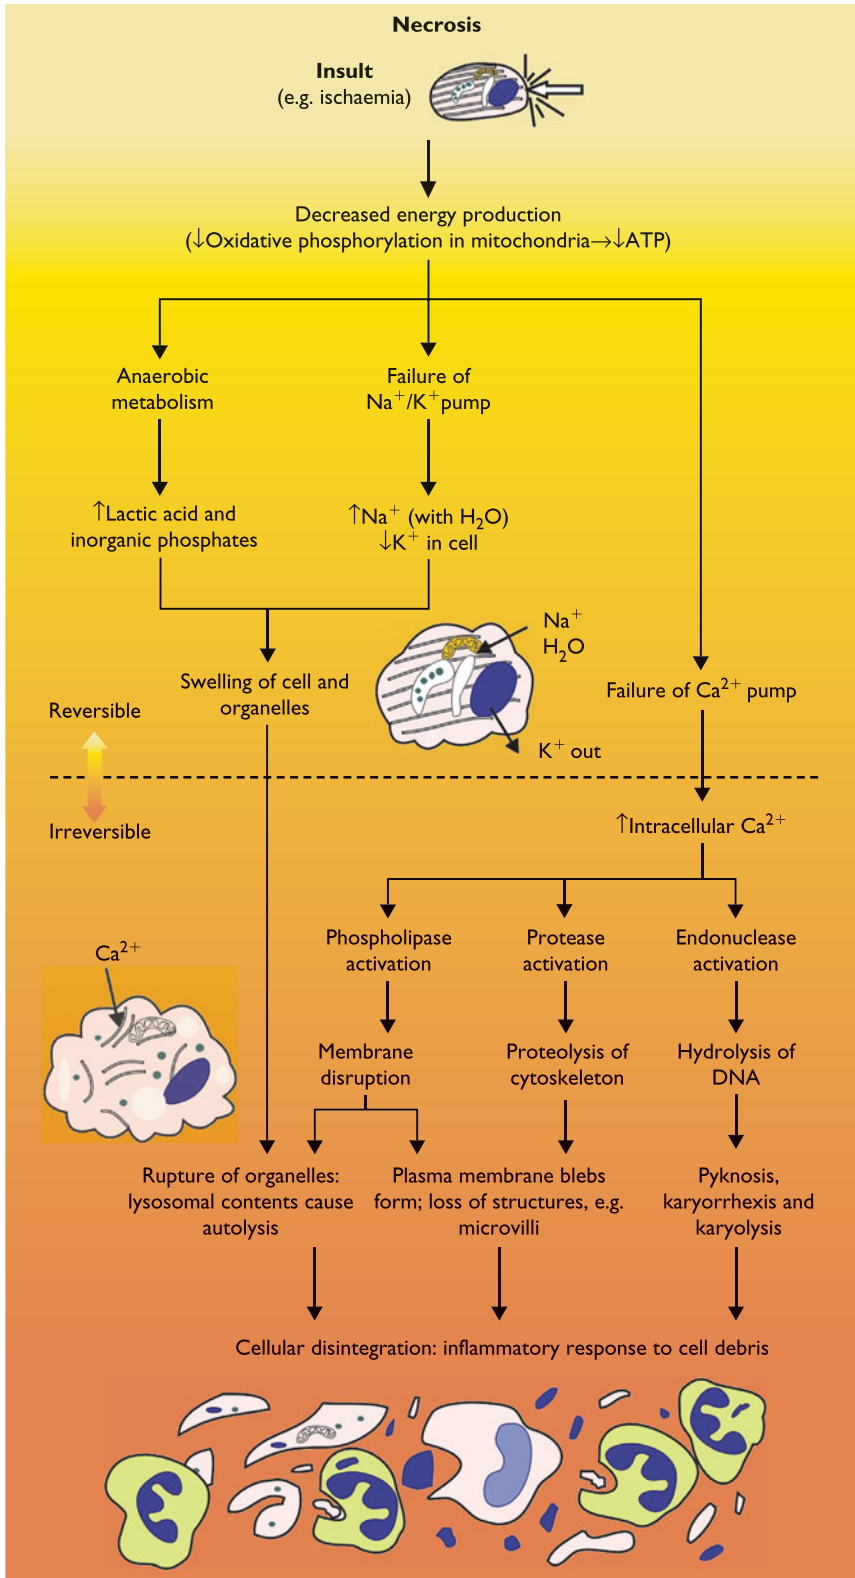 Necrosis
Insult
(e.g. ischaemia)
Decreased energy production
(↓Oxidative phosphorylation in mitochondria→↓ATP)
Anaerobic
metabolism
Failure of
Na⁺/K⁺pump
↑Lactic acid and
inorganic phosphates
↑Na⁺ (with H₂O)
↓K⁺ in cell
Na⁺
H₂O
Swelling of cell and
organelles
Failure of Ca²⁺ pump
Reversible
K⁺ out
Irreversible
↑Intracellular Ca²⁺
Phospholipase
activation
Protease
activation
Endonuclease
activation
Ca²⁺
Membrane
disruption
Proteolysis of
cytoskeleton
Hydrolysis of
DNA
Rupture of organelles:
lysosomal contents cause
autolysis
Plasma membrane blebs
form; loss of structures, e.g.
microvilli
Pyknosis,
karyorrhexis and
karyolysis
Cellular disintegration: inflammatory response to cell debris